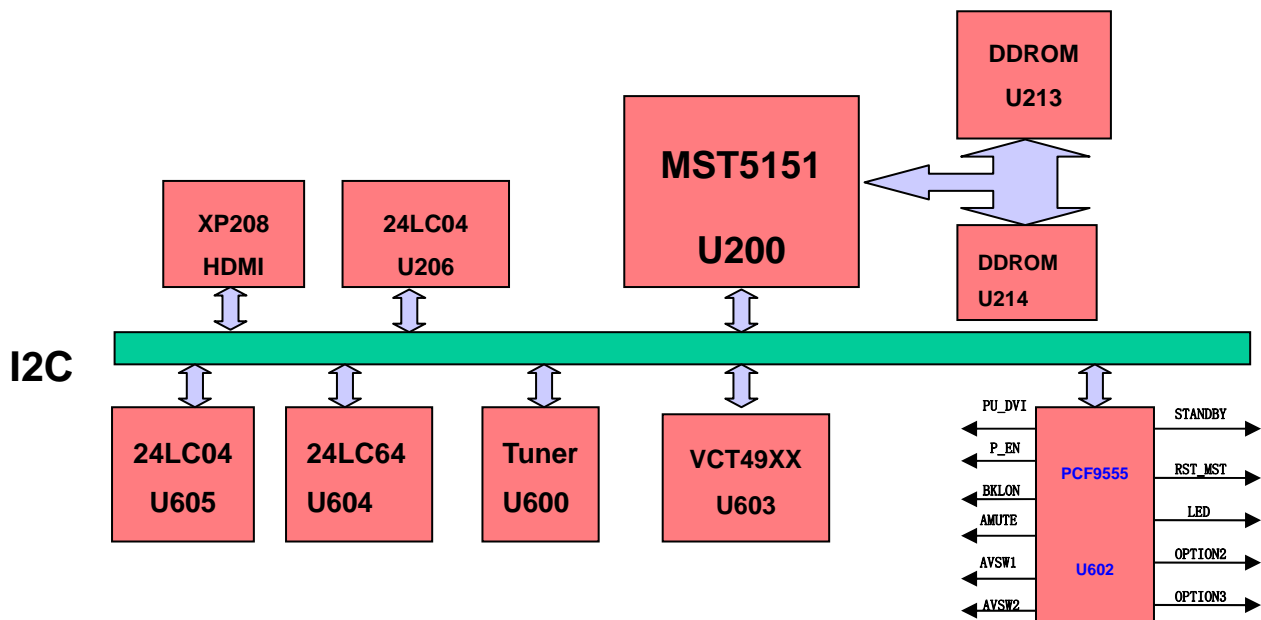 DDROM
U213
MST5151
U200
XP208
HDMI
24LC04
U206
DDROM
U214
I2C
24LC04
U605
24LC64
U604
Tuner
U600
VCT49XX
U603
PCF9555
U602
PU_DVI
P_EN
BKLON
AMUTE
AVSW1
AVSW2
STANDBY
RST_MST
LED
OPTION2
OPTION3